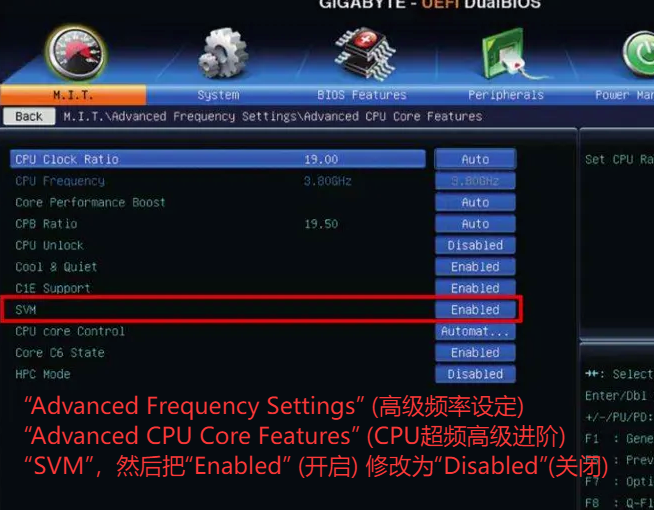 GIGABYTE - UEFI DualBIOS
M.I.T. System BIOS Features Peripherals Power Man
Back M.I.T.\Advanced Frequency Settings\Advanced CPU Core Features
CPU Clock Ratio 19.00 Auto Set CPU Ra
CPU Frequency 3.80GHz 3.80GHz
Core Performance Boost Auto
CPB Ratio 19.50 Auto
CPU Unlock Disabled
Cool & Quiet Enabled
C1E Support Enabled
SVM Enabled
CPU core Control Automat...
Core C6 State Enabled
HPC Mode Disabled
: Select
Enter/Dbl
+/-/PU/PD:
F1 : Gene
: Prev
F7 : Opti
F8 : Q-Fl
“Advanced Frequency Settings” (高级频率设定)
“Advanced CPU Core Features” (CPU超频高级进阶)
“SVM”，然后把“Enabled” (开启) 修改为“Disabled”(关闭)